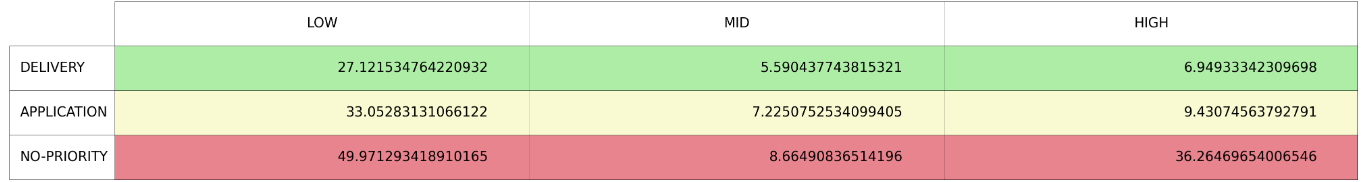 LOW MID HIGH
DELIVERY 27.121534764220932 5.590437743815321 6.94933342309698
APPLICATION 33.05283131066122 7.2250752534099405 9.43074563792791
NO-PRIORITY 49.971293418910165 8.66490836514196 36.26469654006546